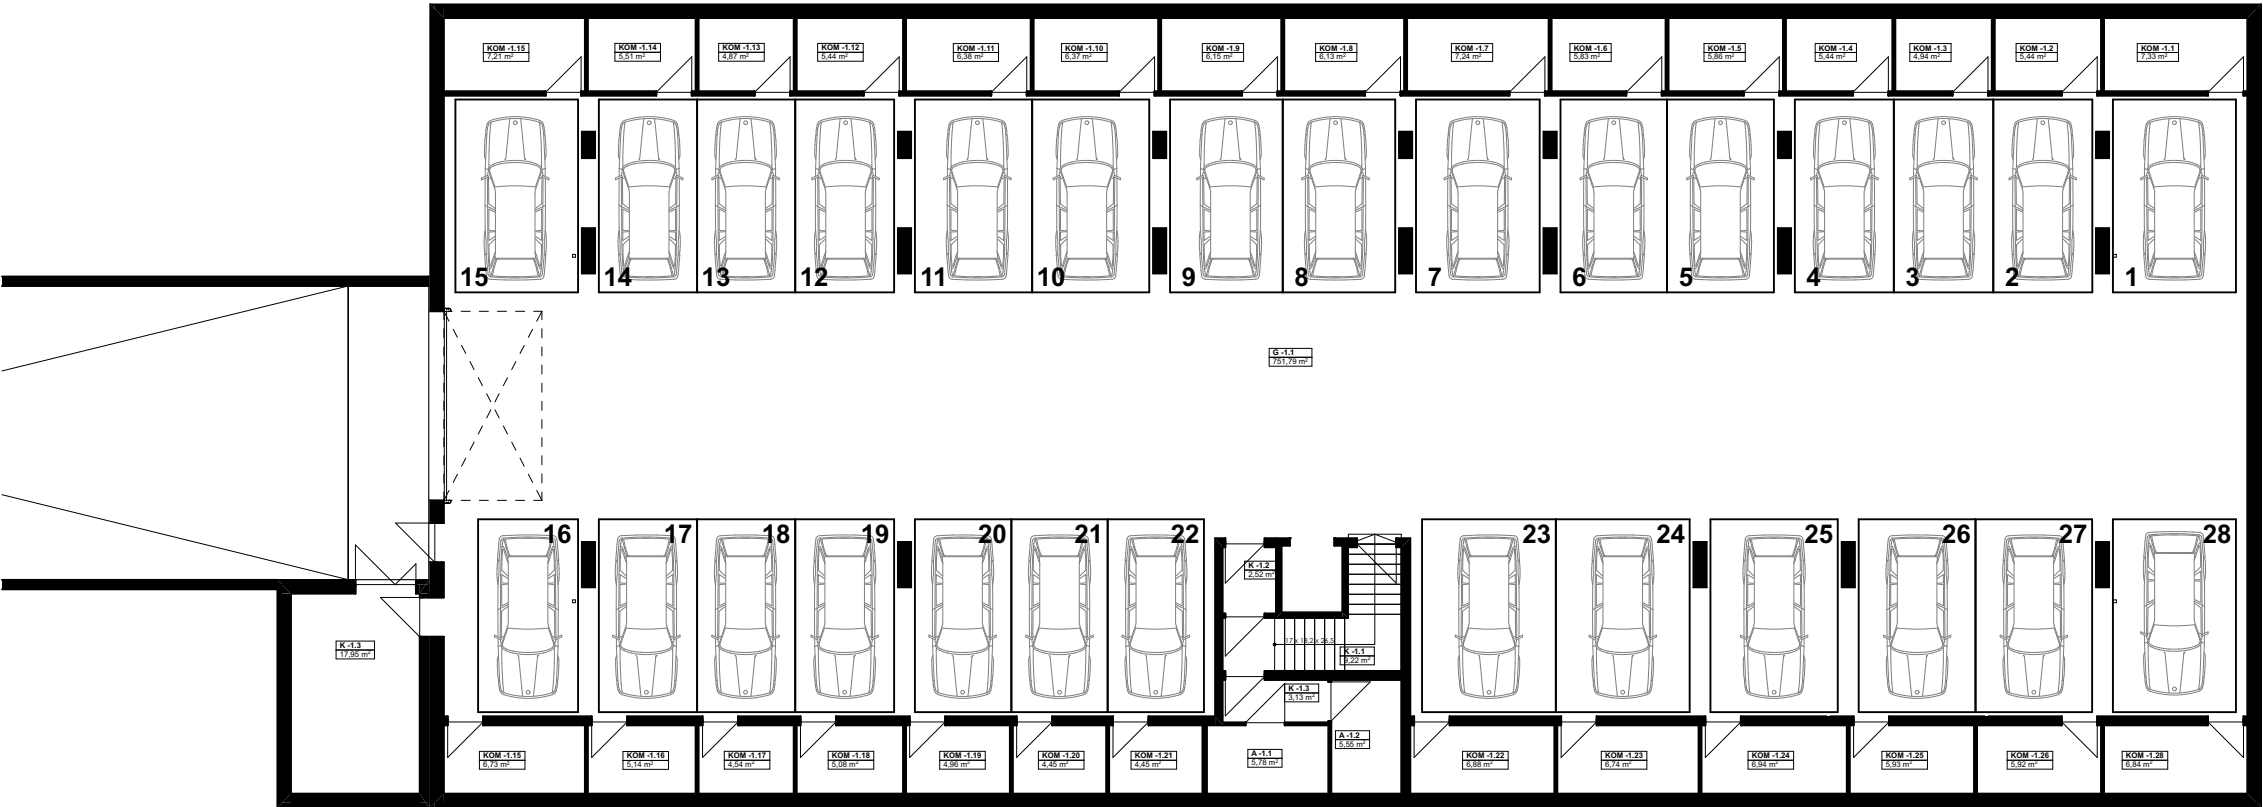 KOM -1.15
7,21 m²
KOM -1.14
5,51 m²
KOM -1.13
4,87 m²
KOM -1.12
5,44 m²
KOM -1.11
6,38 m²
KOM -1.10
6,37 m²
KOM -1.9
6,15 m²
KOM -1.8
6,13 m²
KOM -1.7
7,24 m²
KOM -1.6
5,83 m²
KOM -1.5
5,86 m²
KOM -1.4
5,44 m²
KOM -1.3
4,94 m²
KOM -1.2
5,44 m²
KOM -1.1
7,33 m²
15
14
13
12
11
10
9
8
7
6
5
4
3
2
1
G -1.1
751,79 m²
16
17
18
19
20
21
22
23
24
25
26
27
28
K -1.2
2,52 m²
17 x 18,2 x 26,5
K -1.1
9,22 m²
K -1.3
17,95 m²
K -1.3
3,13 m²
A -1.2
5,55 m²
KOM -1.15
6,73 m²
KOM -1.16
5,14 m²
KOM -1.17
4,54 m²
KOM -1.18
5,08 m²
KOM -1.19
4,96 m²
KOM -1.20
4,45 m²
KOM -1.21
4,45 m²
A -1.1
5,78 m²
KOM -1.22
6,88 m²
KOM -1.23
6,74 m²
KOM -1.24
6,94 m²
KOM -1.25
5,93 m²
KOM -1.26
5,92 m²
KOM -1.28
6,84 m²